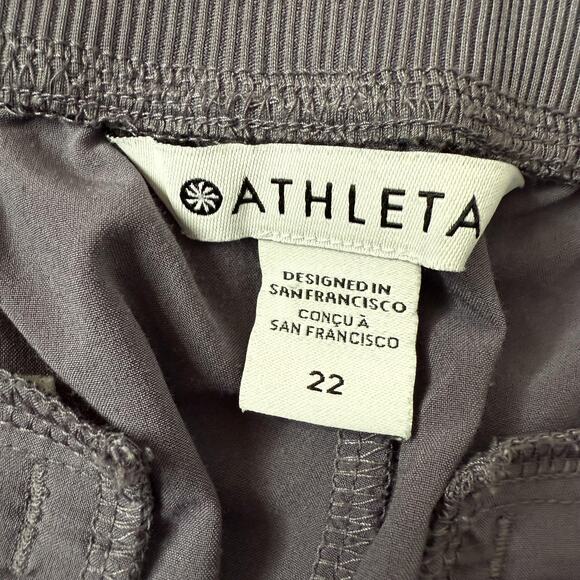 ATHLETA
DESIGNED IN
SAN FRANCISCO
CONÇU À
SAN FRANCISCO
22